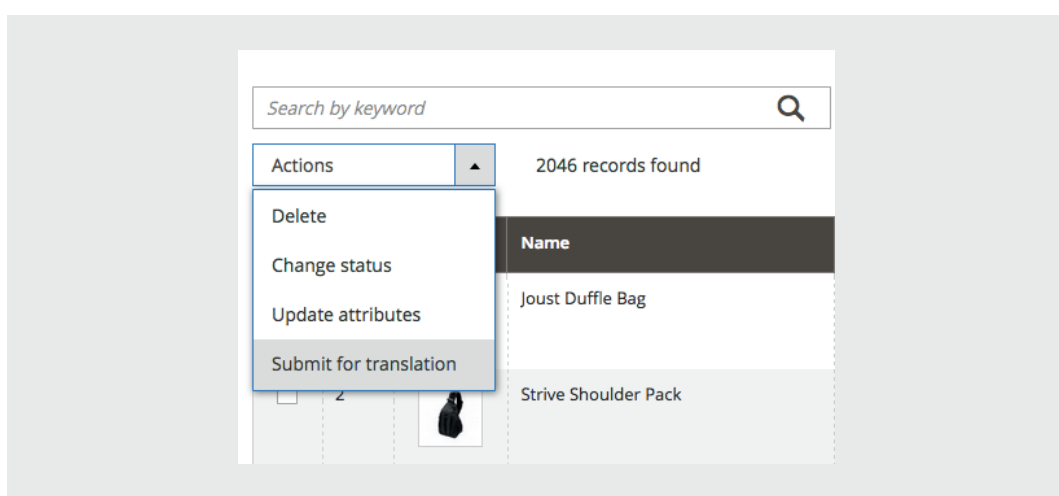 Search by keyword
Actions
2046 records found
Delete
Name
Change status
Joust Duffle Bag
Update attributes
Submit for translation
2
Strive Shoulder Pack